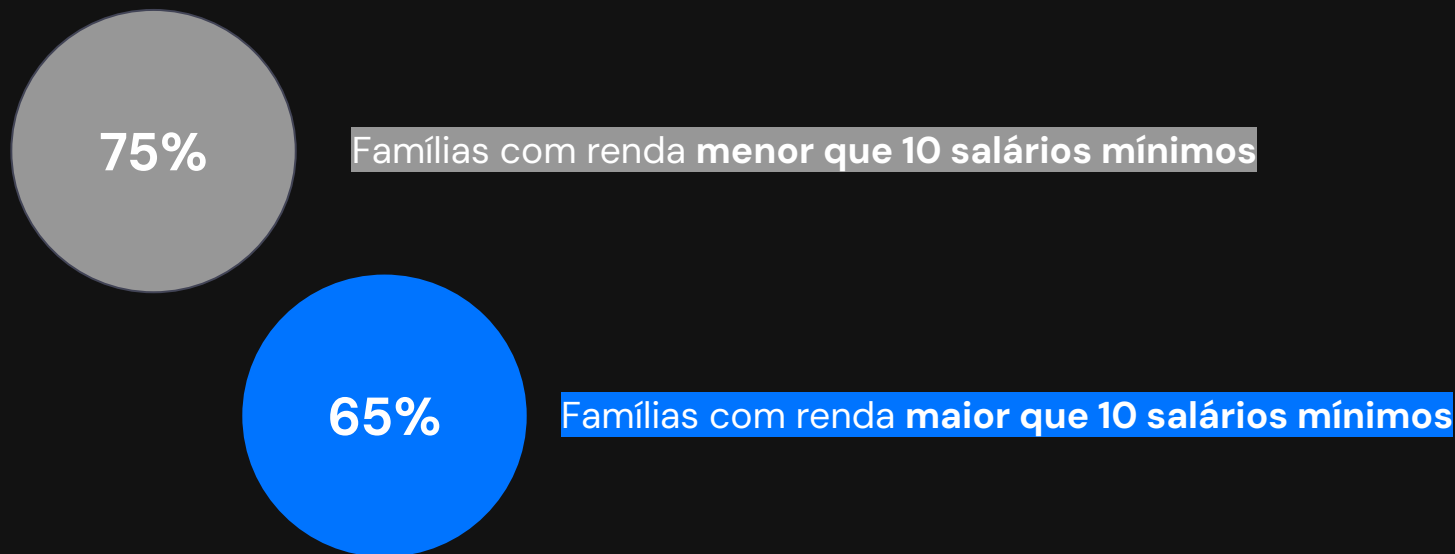 75%
Famílias com renda menor que 10 salários mínimos
65%
Famílias com renda maior que 10 salários mínimos